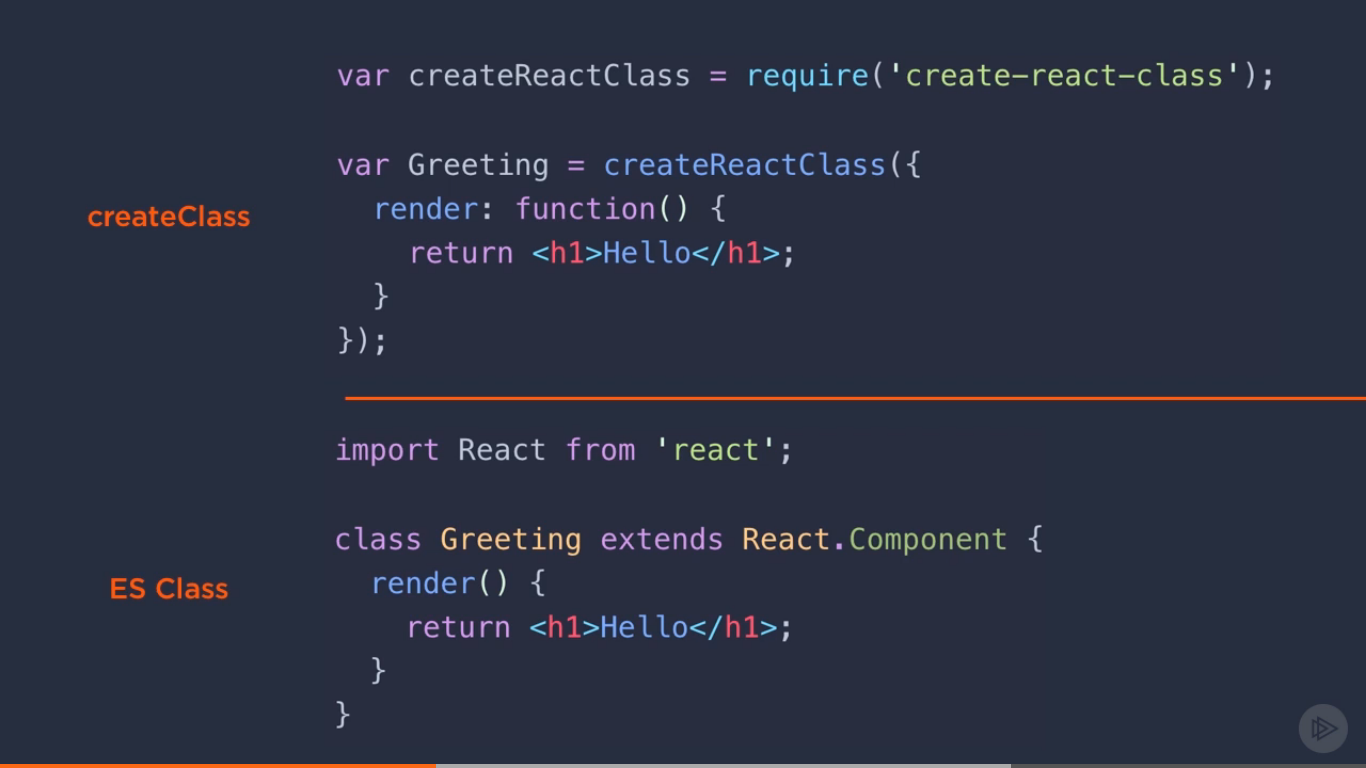 var createReactClass = require('create-react-class');
var Greeting = createReactClass({
createClass
render: function() {
return <h1>Hello</h1>;
}
});
import React from 'react';
class Greeting extends React.Component {
ES Class
render() {
return <h1>Hello</h1>;
}
}